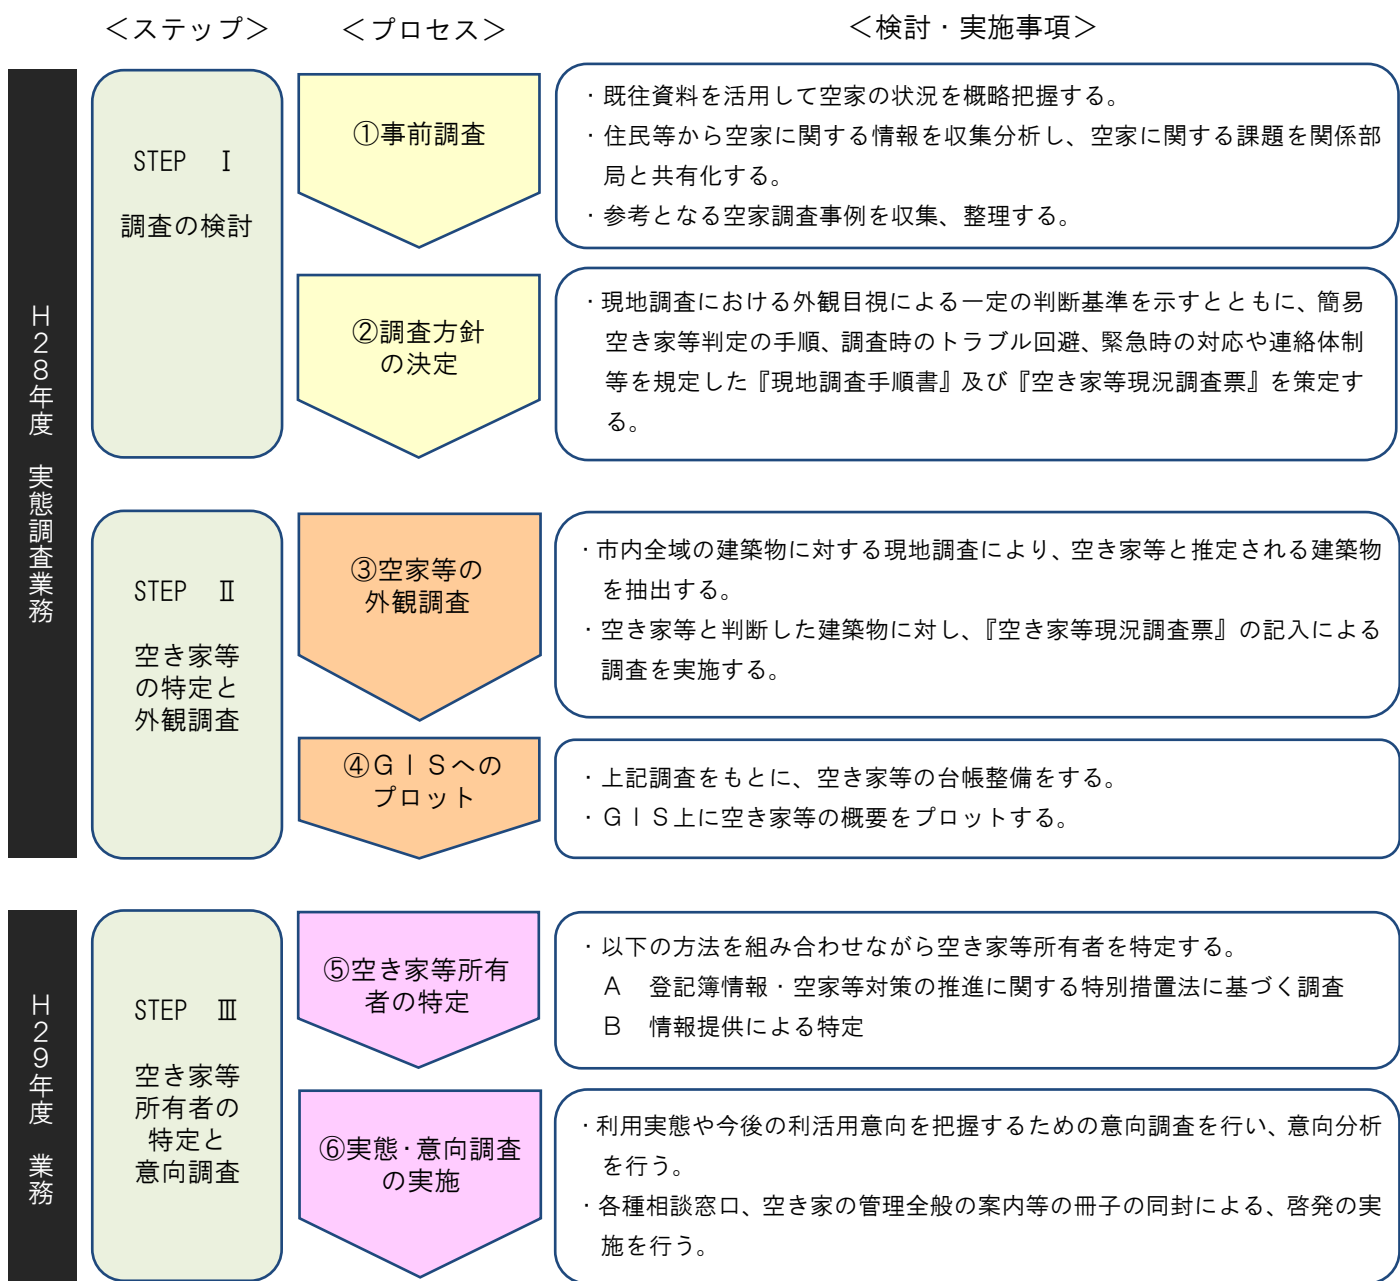 ＜ステップ＞　＜プロセス＞　＜検討・実施事項＞
H28年度　実態調査業務
STEP　Ⅰ
調査の検討
①事前調査
・既往資料を活用して空家の状況を概略把握する。
・住民等から空家に関する情報を収集分析し、空家に関する課題を関係部
局と共有化する。
・参考となる空家調査事例を収集、整理する。
②調査方針
の決定
・現地調査における外観目視による一定の判断基準を示すとともに、簡易
空き家等判定の手順、調査時のトラブル回避、緊急時の対応や連絡体制
等を規定した『現地調査手順書』及び『空き家等現況調査票』を策定す
る。
STEP　Ⅱ
空き家等
の特定と
外観調査
③空家等の
外観調査
・市内全域の建築物に対する現地調査により、空き家等と推定される建築物
を抽出する。
・空き家等と判断した建築物に対し、『空き家等現況調査票』の記入による
調査を実施する。
④ＧＩＳへの
プロット
・上記調査をもとに、空き家等の台帳整備をする。
・ＧＩＳ上に空き家等の概要をプロットする。
H29年度　業務
STEP　Ⅲ
空き家等
所有者の
特定と
意向調査
⑤空き家等所有
者の特定
・以下の方法を組み合わせながら空き家等所有者を特定する。
Ａ　登記簿情報・空家等対策の推進に関する特別措置法に基づく調査
Ｂ　情報提供による特定
⑥実態・意向調査
の実施
・利用実態や今後の利活用意向を把握するための意向調査を行い、意向分析
を行う。
・各種相談窓口、空き家の管理全般の案内等の冊子の同封による、啓発の実
施を行う。